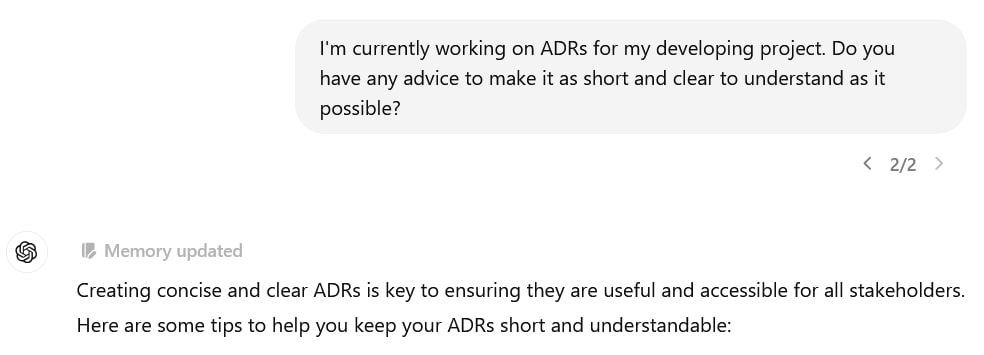 I'm currently working on ADRs for my developing project. Do you
have any advice to make it as short and clear to understand as it
possible?
2/2
Memory updated
Creating concise and clear ADRs is key to ensuring they are useful and accessible for all stakeholders.
Here are some tips to help you keep your ADRs short and understandable: